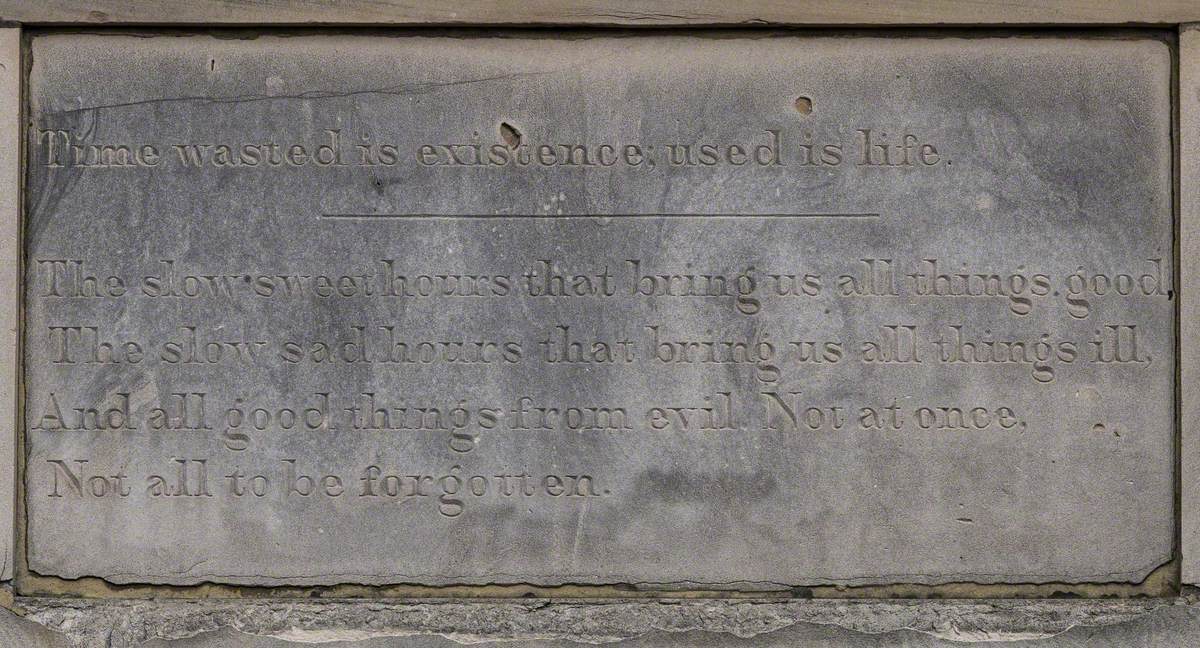 Time wasted is existence; used is life.
The slow sweet hours that bring us all things good,
The slow sad hours that bring us all things ill,
And all good things from evil. Not at once,
Not all to be forgotten.